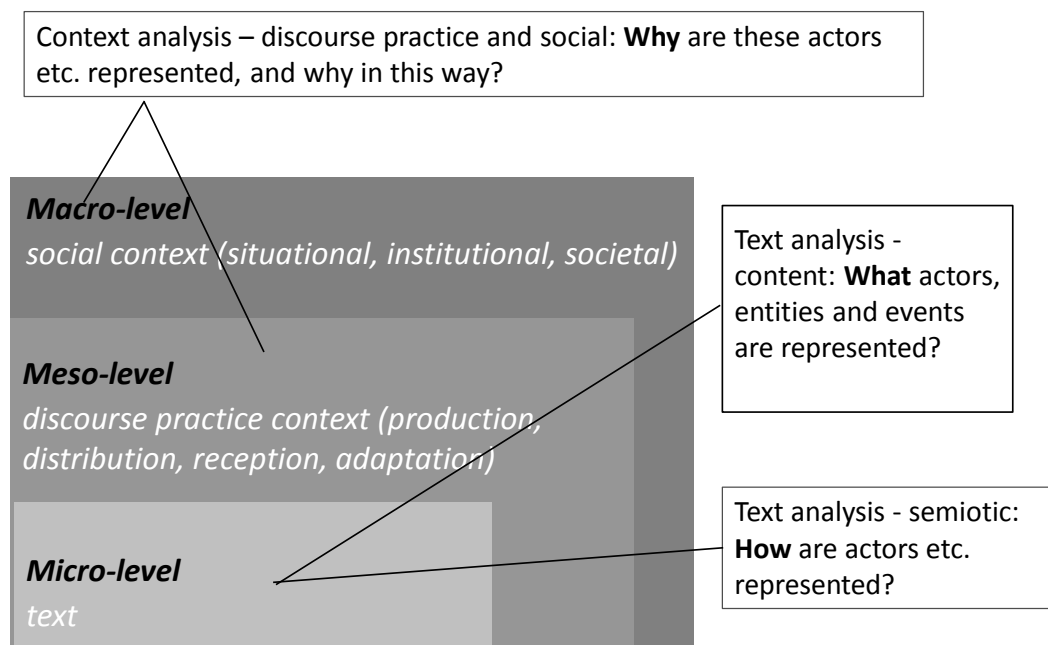 Context analysis – discourse practice and social: Why are these actors
etc. represented, and why in this way?
Macro-level
social context (situational, institutional, societal)
Text analysis -
content: What actors,
entities and events
are represented?
Meso-level
discourse practice context (production,
distribution, reception, adaptation)
Text analysis - semiotic:
How are actors etc.
represented?
Micro-level
text